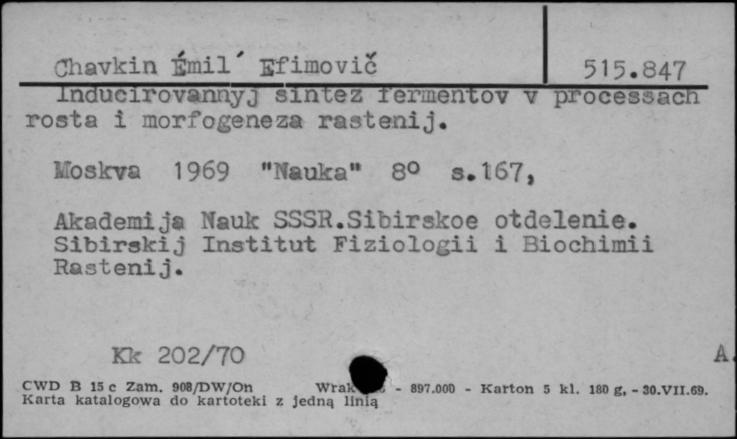 Chavkin Émil´ Efimovič 515.847
Inducirovannyj sintez fermentov v processach
rosta i morfogeneza rastenij.
Moskva 1969 "Nauka" 8º s.167,
Akademija Nauk SSSR.Sibirskoe otdelenie.
Sibirskij Institut Fiziologii i Biochimii
Rastenij.
Kk 202/70 A.
CWD B 15 c Zam. 908/DW/On - 897.000 - Karton 5 kl. 180 g, - 30.VII.69.
Karta katalogowa do kartoteki z jedną linią